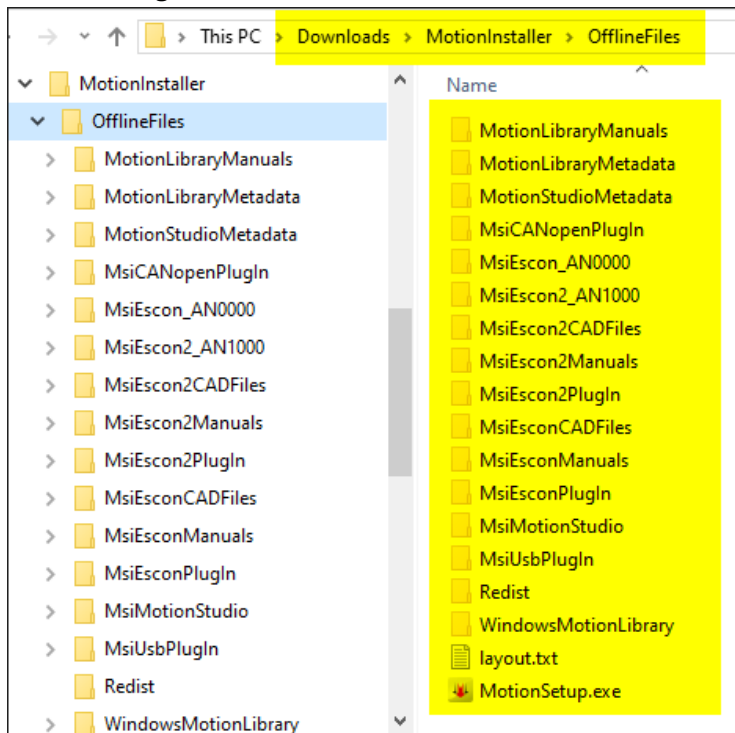 This PC > Downloads > MotionInstaller > OfflineFiles
MotionInstaller
OfflineFiles
MotionLibraryManuals
MotionLibraryMetadata
MotionStudioMetadata
MsiCANopenPlugIn
MsiEscon_AN0000
MsiEscon2_AN1000
MsiEscon2CADFiles
MsiEscon2Manuals
MsiEscon2PlugIn
MsiEsconCADFiles
MsiEsconManuals
MsiEsconPlugIn
MsiMotionStudio
MsiUsbPlugIn
Redist
WindowsMotionLibrary
Name
MotionLibraryManuals
MotionLibraryMetadata
MotionStudioMetadata
MsiCANopenPlugIn
MsiEscon_AN0000
MsiEscon2_AN1000
MsiEscon2CADFiles
MsiEscon2Manuals
MsiEscon2PlugIn
MsiEsconCADFiles
MsiEsconManuals
MsiEsconPlugIn
MsiMotionStudio
MsiUsbPlugIn
Redist
WindowsMotionLibrary
layout.txt
MotionSetup.exe